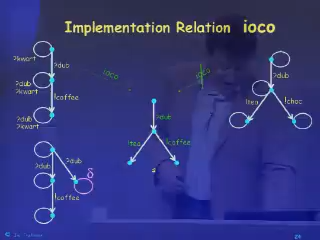 Implementation Relation ioco
?kwart
?dub
?dub
?kwart
!coffee
?dub
?kwart
ioco
ioco
?dub
!tea
!choc
?dub
!tea
!coffee
?dub
?dub
δ
!coffee